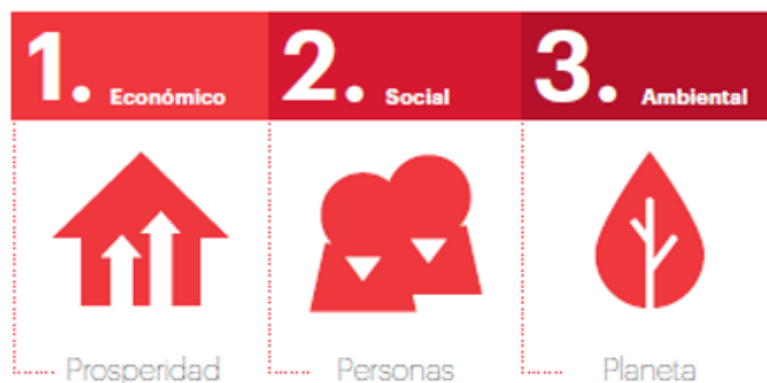 1. Económico
2. Social
3. Ambiental
Prosperidad
Personas
Planeta